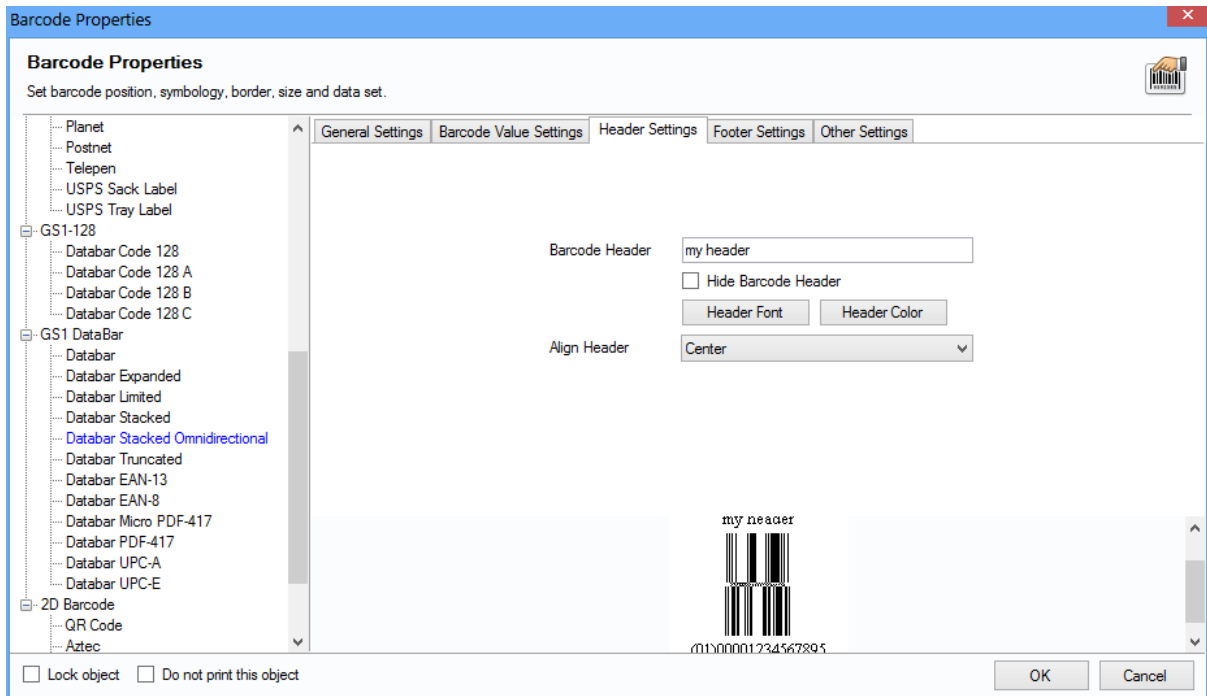 Barcode Properties
Barcode Properties
Set barcode position, symbology, border, size and data set.
Planet
Postnet
Telepen
USPS Sack Label
USPS Tray Label
GS1-128
Databar Code 128
Databar Code 128 A
Databar Code 128 B
Databar Code 128 C
GS1 DataBar
Databar
Databar Expanded
Databar Limited
Databar Stacked
Databar Stacked Omnidirectional
Databar Truncated
Databar EAN-13
Databar EAN-8
Databar Micro PDF-417
Databar PDF-417
Databar UPC-A
Databar UPC-E
2D Barcode
QR Code
Aztec
General Settings Barcode Value Settings Header Settings Footer Settings Other Settings
Barcode Header my header
Hide Barcode Header
Header Font Header Color
Align Header Center
my header
(01)00001234567895
Lock object Do not print this object OK Cancel